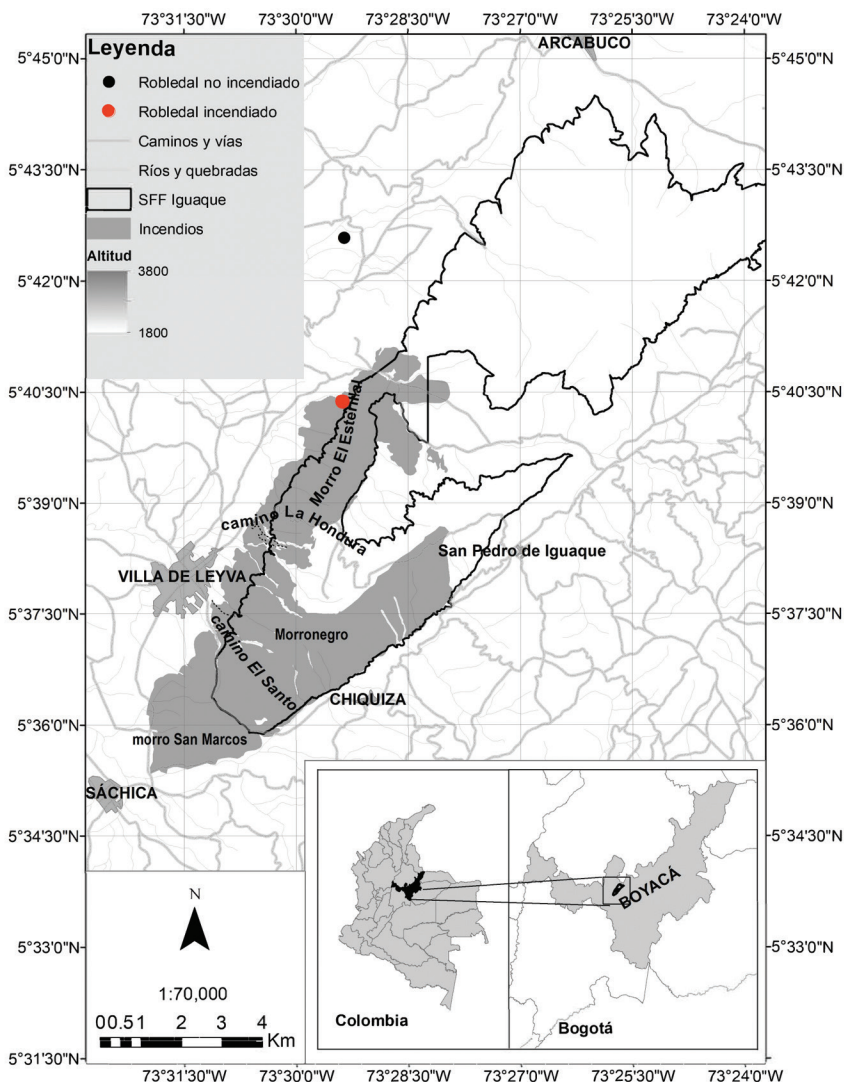 73°31'30"W 73°30'0"W 73°28'30"W 73°27'0"W 73°25'30"W 73°24'0"W
Leyenda
Robledal no incendiado
Robledal incendiado
Caminos y vías
Ríos y quebradas
SFF Iguaque
Incendios
Altitud
3800
1800
ARCABUCO
5°45'0"N 5°45'0"N
5°43'30"N 5°43'30"N
5°42'0"N 5°42'0"N
5°40'30"N 5°40'30"N
Morro El Esternal
5°39'0"N 5°39'0"N
camino La Hondura
San Pedro de Iguaque
VILLA DE LEYVA
5°37'30"N 5°37'30"N
Morronegro
camino El Santo
CHIQUIZA
5°36'0"N 5°36'0"N
morro San Marcos
SÁCHICA
5°34'30"N 5°34'30"N
BOYACÁ
N
5°33'0"N 5°33'0"N
1:70,000
00.51 2 3 4
Km
Colombia
Bogotá
5°31'30"N 5°31'30"N
73°31'30"W 73°30'0"W 73°28'30"W 73°27'0"W 73°25'30"W 73°24'0"W